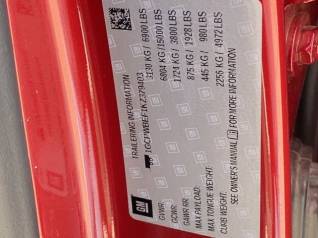 TRAILERING INFORMATION
GM
GVWR: 3130 KG / 6900 LBS
GCWR: 6804 KG / 15000 LBS
GAWR RR: 1724 KG / 3800 LBS
MAX PAYLOAD: 875 KG / 1928 LBS
MAX TONGUE WEIGHT: 445 KG / 980 LBS
CURB WEIGHT: 2255 KG / 4972 LBS
SEE OWNER'S MANUAL FOR MORE INFORMATION